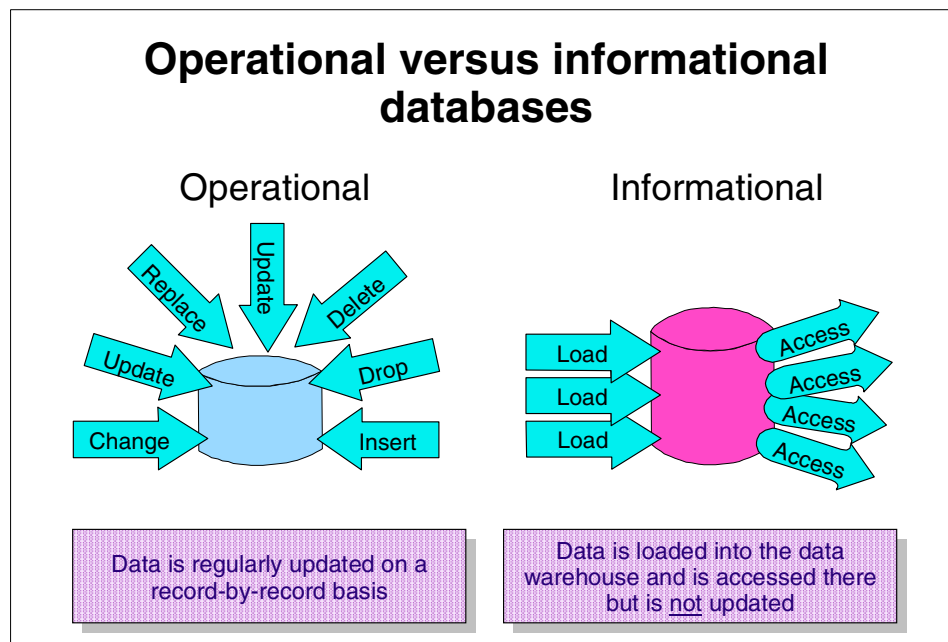 Operational versus informational
databases
Operational
Informational
Change
Update
Replace
Update
Delete
Drop
Insert
Load
Load
Load
Access
Access
Access
Access
Data is regularly updated on a
record-by-record basis
Data is loaded into the data
warehouse and is accessed there
but is not updated